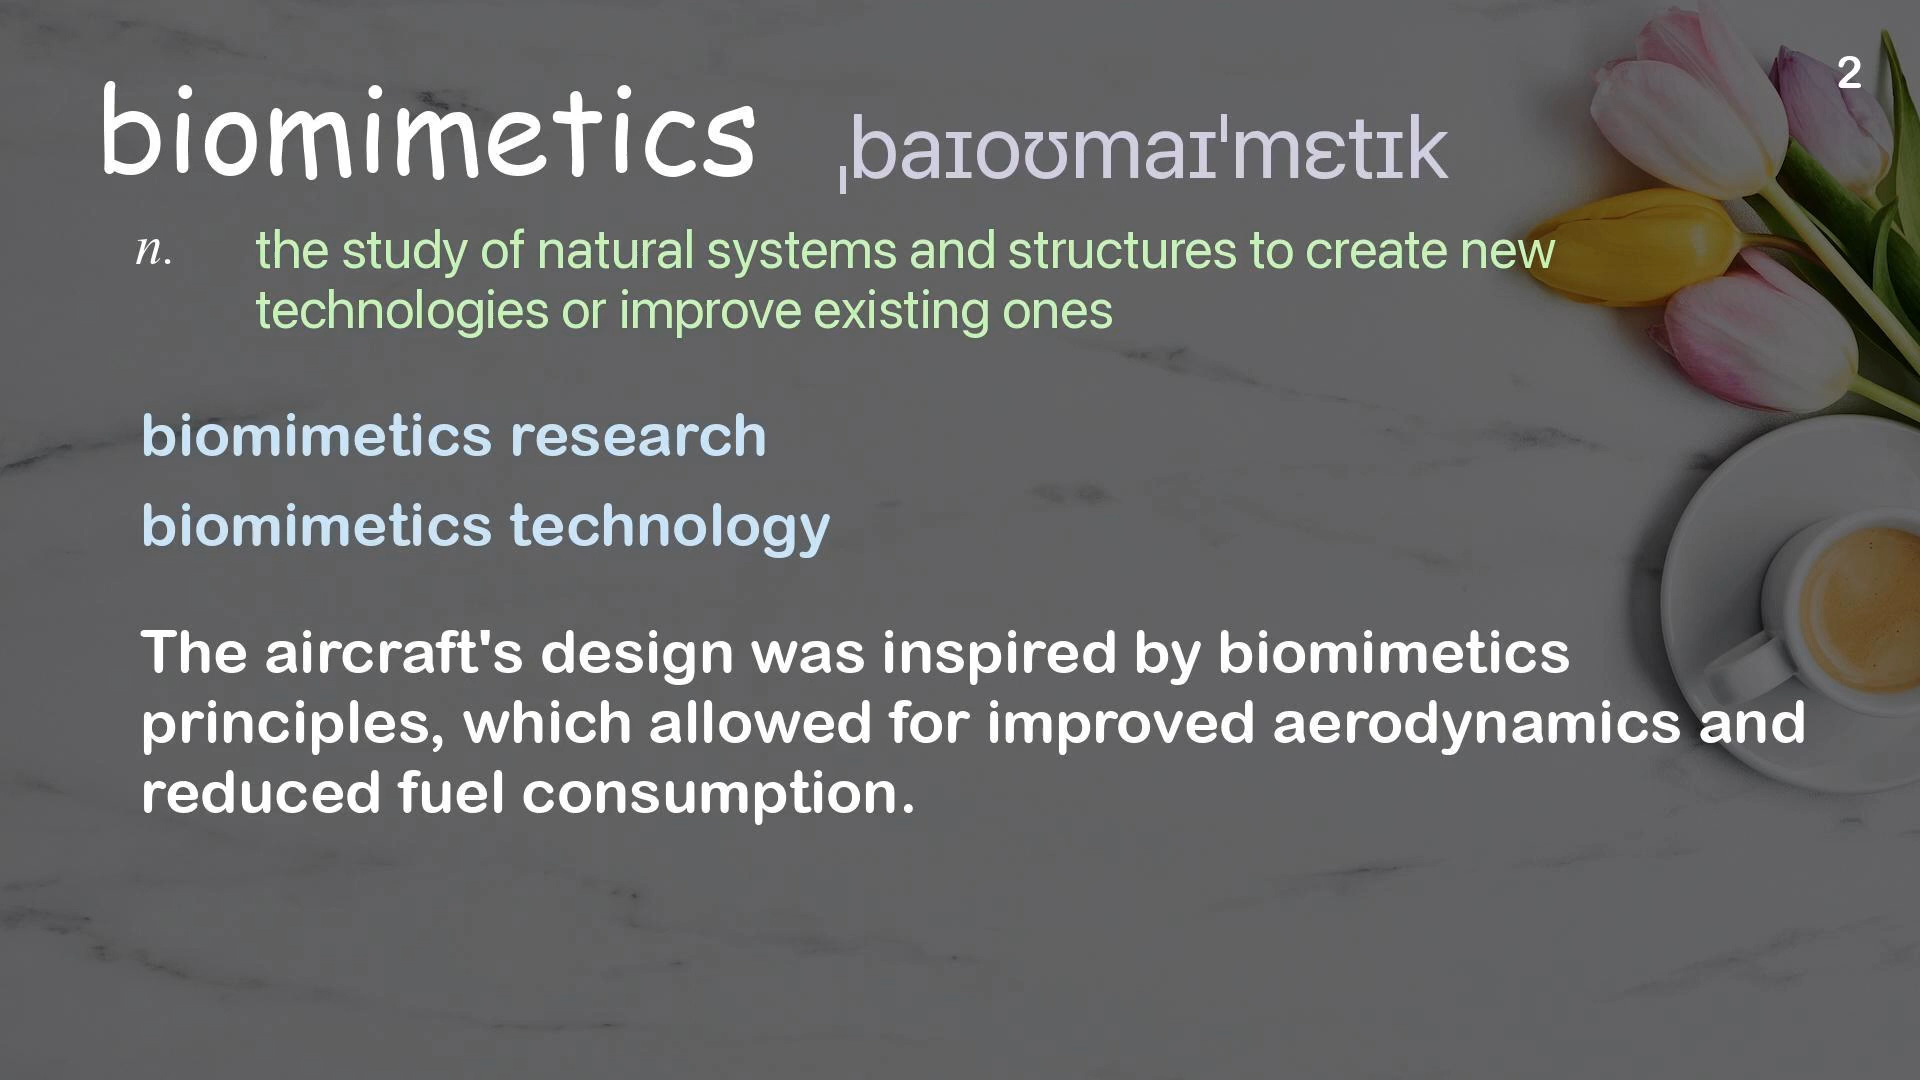 2
biomimetics ˌbaɪoʊmaɪˈmɛtɪk
n. the study of natural systems and structures to create new
technologies or improve existing ones
biomimetics research
biomimetics technology
The aircraft's design was inspired by biomimetics
principles, which allowed for improved aerodynamics and
reduced fuel consumption.